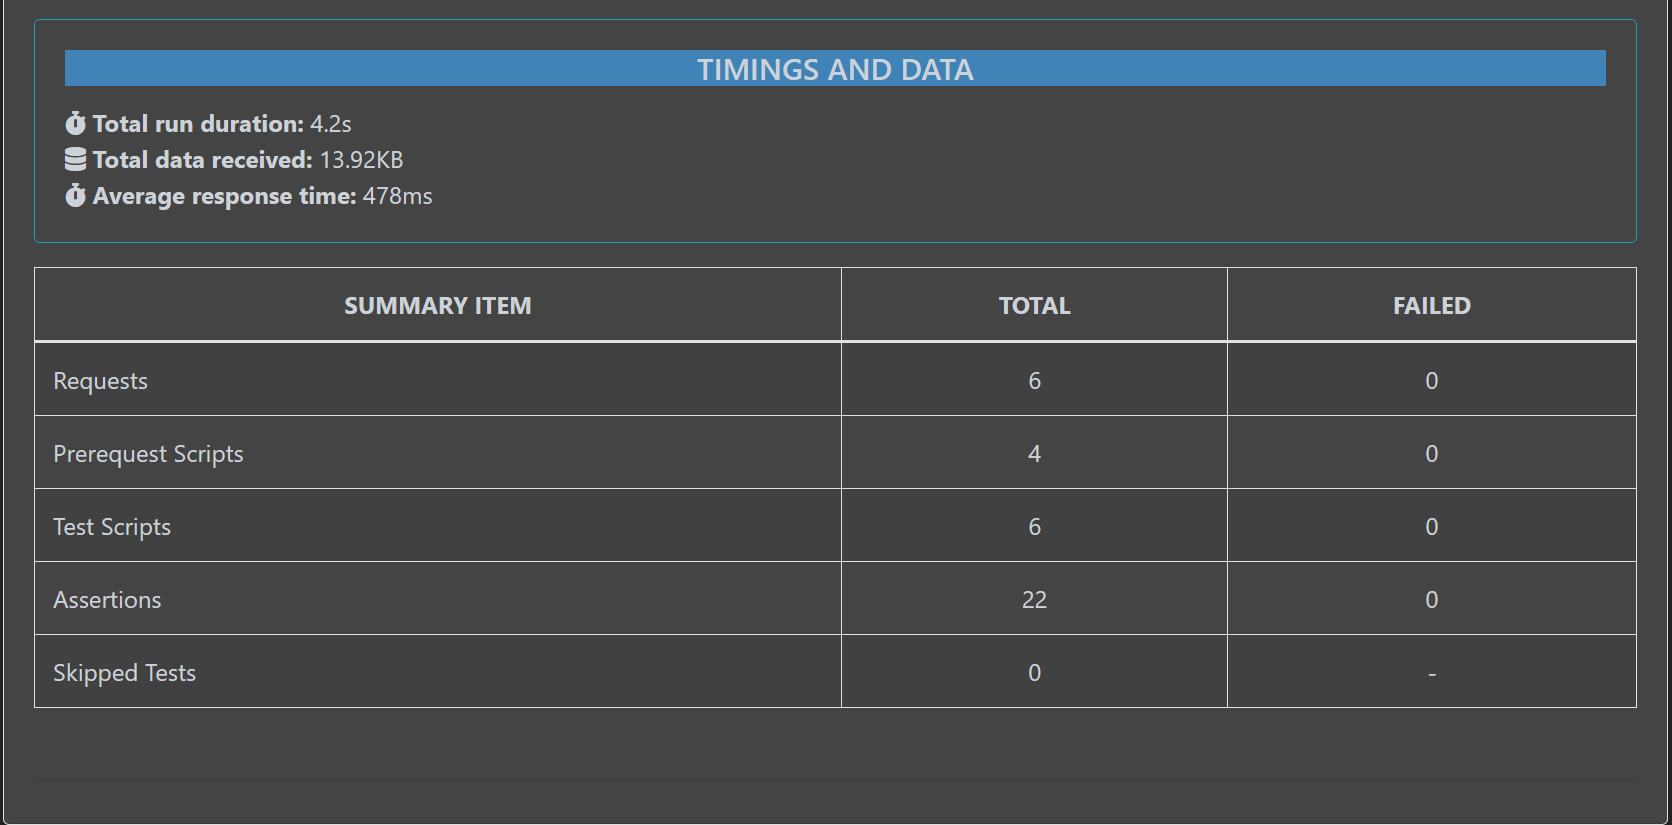 TIMINGS AND DATA
Total run duration: 4.2s
Total data received: 13.92KB
Average response time: 478ms
SUMMARY ITEM TOTAL FAILED
Requests 6 0
Prerequest Scripts 4 0
Test Scripts 6 0
Assertions 22 0
Skipped Tests 0 -